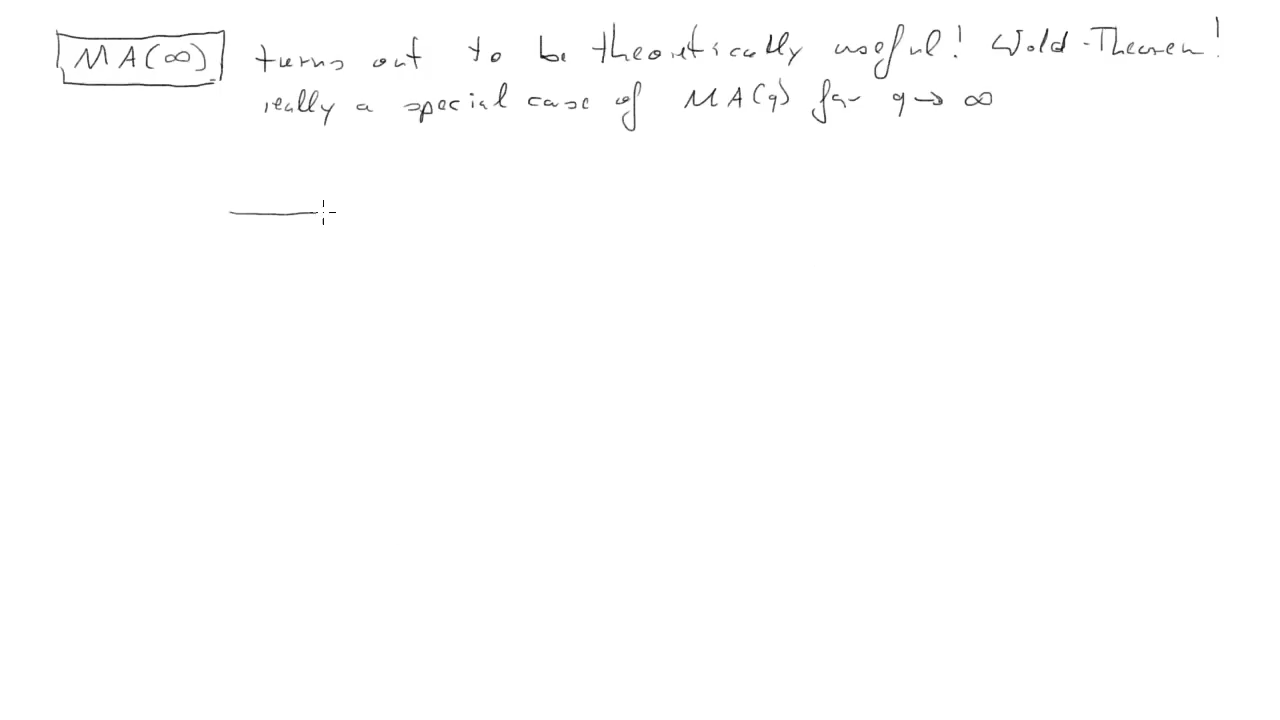 MA(∞) turns out to be theoretically useful! Wold-Theorem!
really a special case of MA(q) for q → ∞